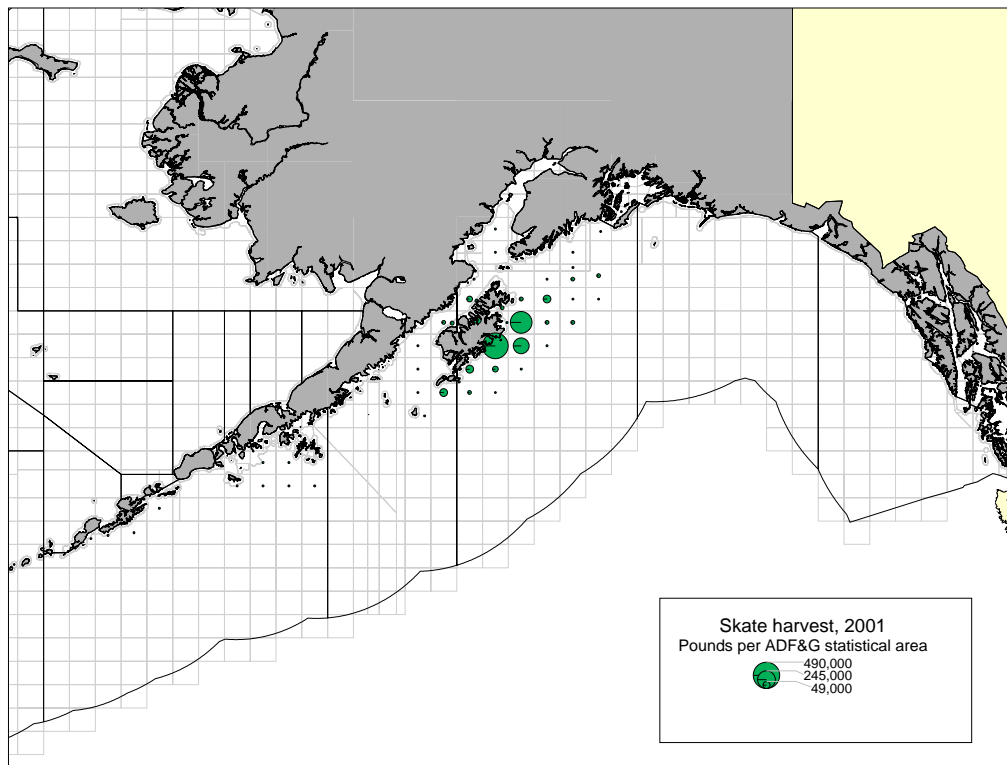 Skate harvest, 2001
Pounds per ADF&G statistical area
490,000
245,000
49,000